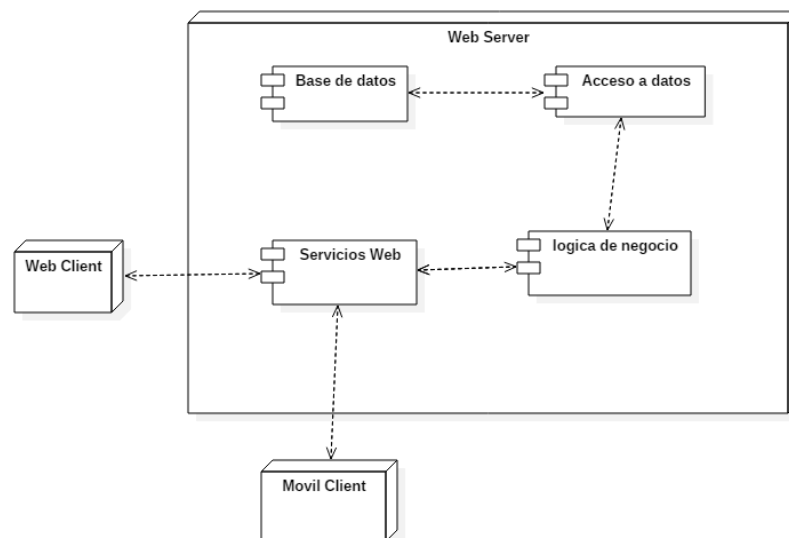 Web Server
Base de datos
Acceso a datos
Servicios Web
logica de negocio
Web Client
Movil Client